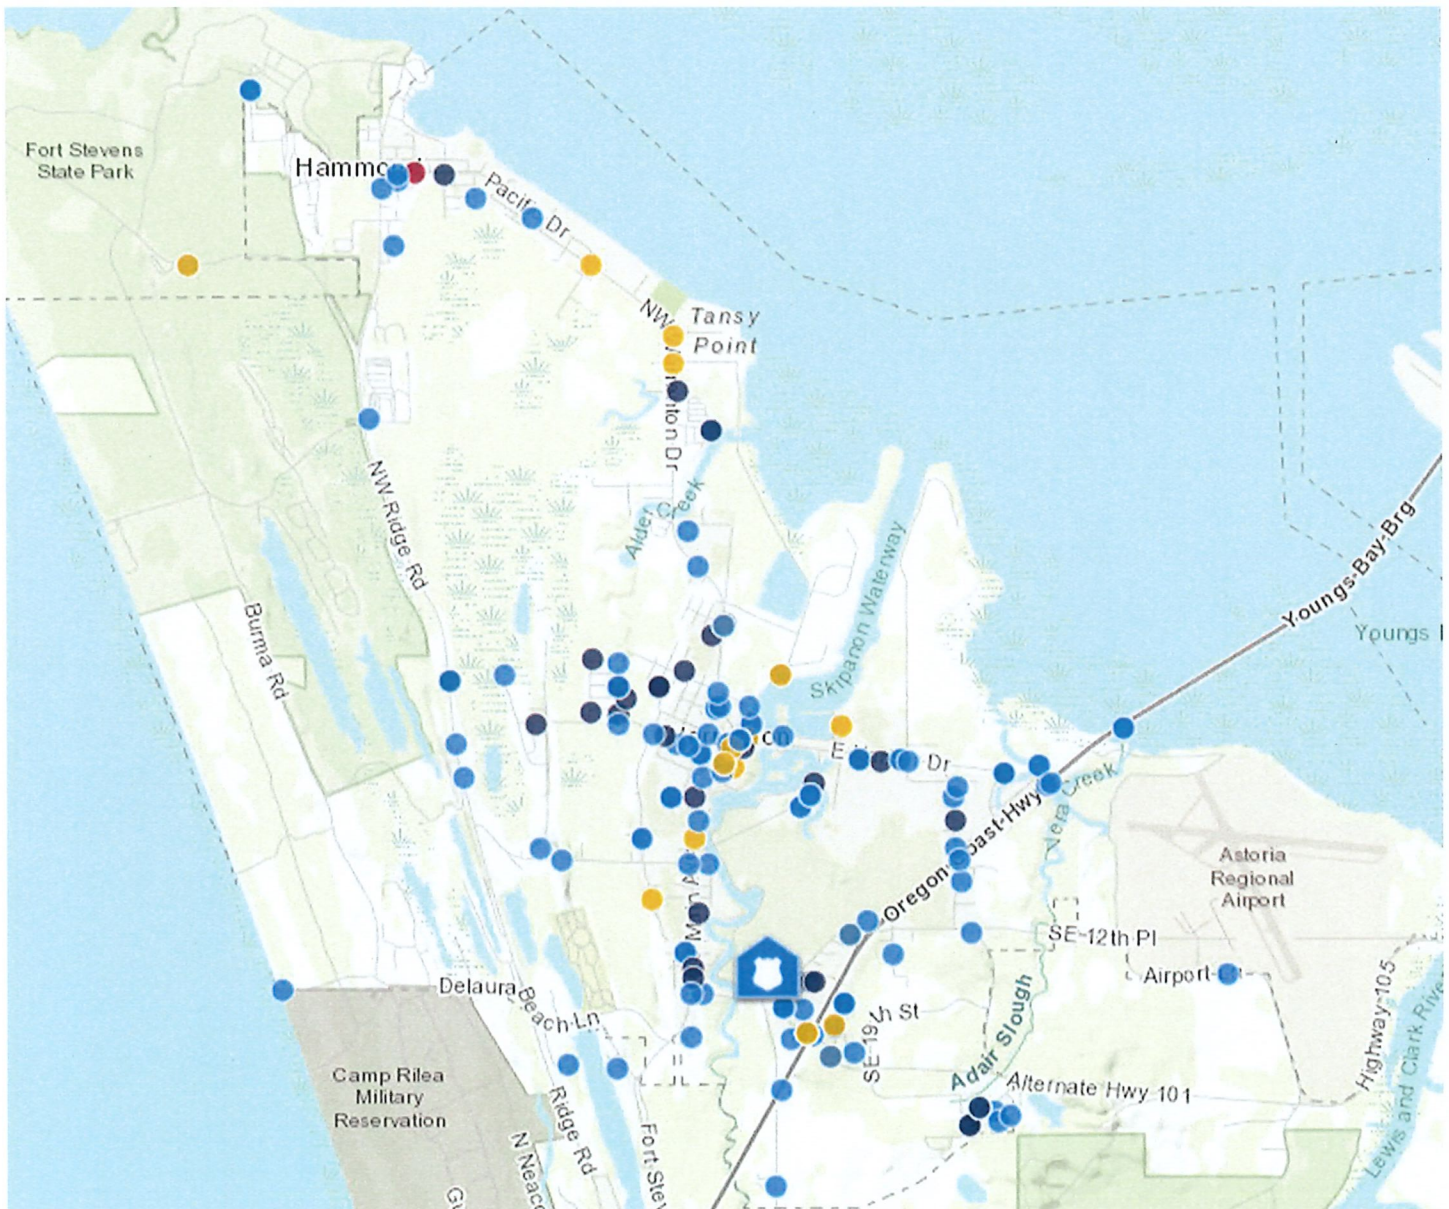 Fort Stevens
State Park
Pacific Dr
Tansy
Point
NW
Alder Creek
NW Ridge Rd
Burma Rd
Skipanon Waterway
Youngs-Bay-Brg
Youngs
E
Dr
Oregon
oast-Hwy
Vera Creek
Astoria
Regional
Airport
SE-12th Pl
Airport
Delaura Beach-Ln
Highway 105
Lewis and Clark River
Adair Slough
SE-19
h St
Alternate Hwy 101
Camp Rilea
Military
Reservation
Ridge Rd
N Neaco
Fort Stev